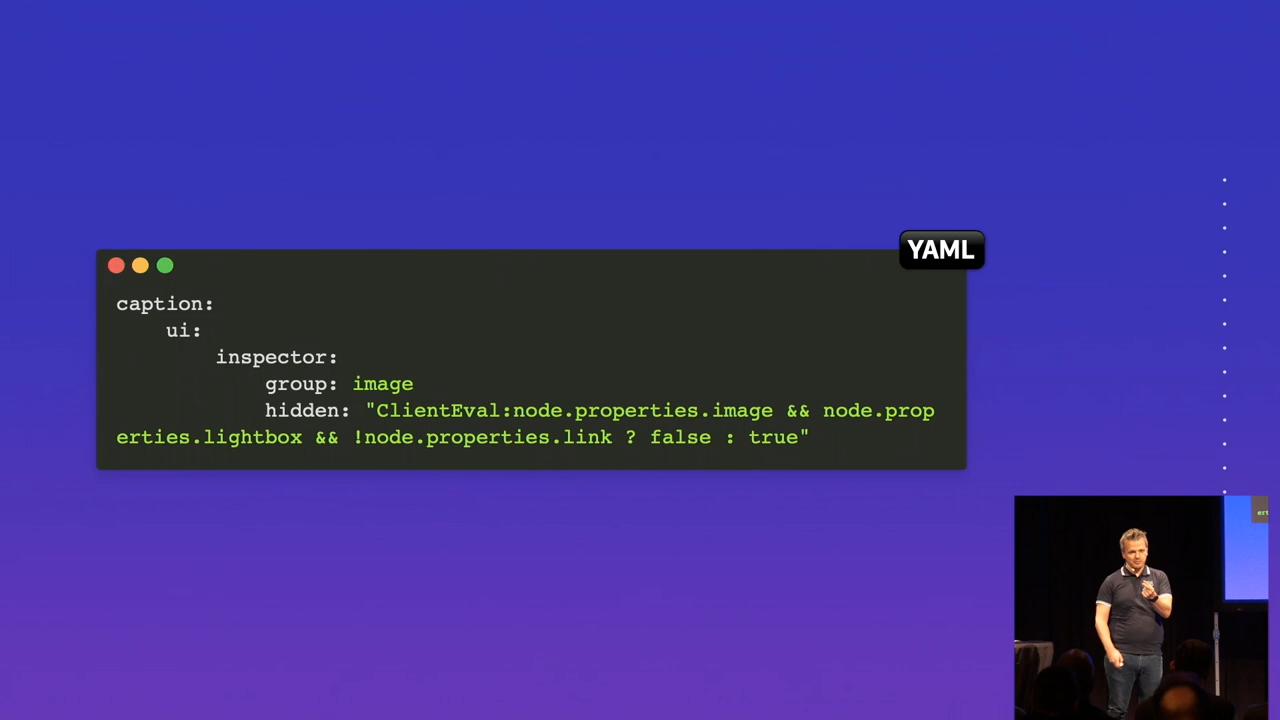 YAML
caption:
ui:
inspector:
group: image
hidden: "ClientEval:node.properties.image && node.prop
erties.lightbox && !node.properties.link ? false : true"
ert